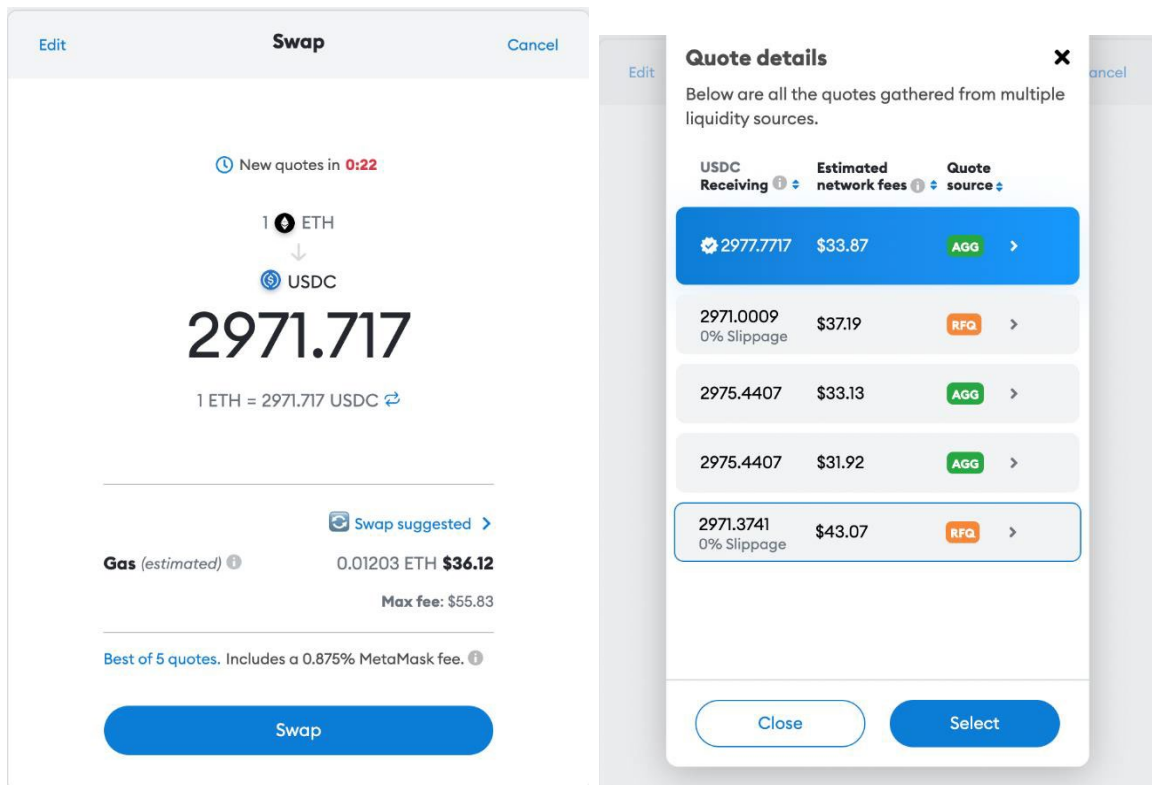 Edit Swap Cancel
New quotes in 0:22
1 ETH
USDC
2971.717
1 ETH = 2971.717 USDC
Swap suggested
Gas (estimated) 0.01203 ETH $36.12
Max fee: $55.83
Best of 5 quotes. Includes a 0.875% MetaMask fee.
Swap
Edit
ancel
Quote details
Below are all the quotes gathered from multiple
liquidity sources.
USDC Estimated Quote
Receiving network fees source
2977.7717 $33.87 AGG
2971.0009 $37.19 RFQ
0% Slippage
2975.4407 $33.13 AGG
2975.4407 $31.92 AGG
2971.3741 $43.07 RFQ
0% Slippage
Close Select